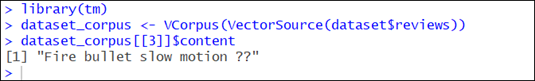 > library(tm)
> dataset_corpus <- VCorpus(VectorSource(dataset$reviews))
> dataset_corpus[[3]]$content
[1] "Fire bullet slow motion ??"
>